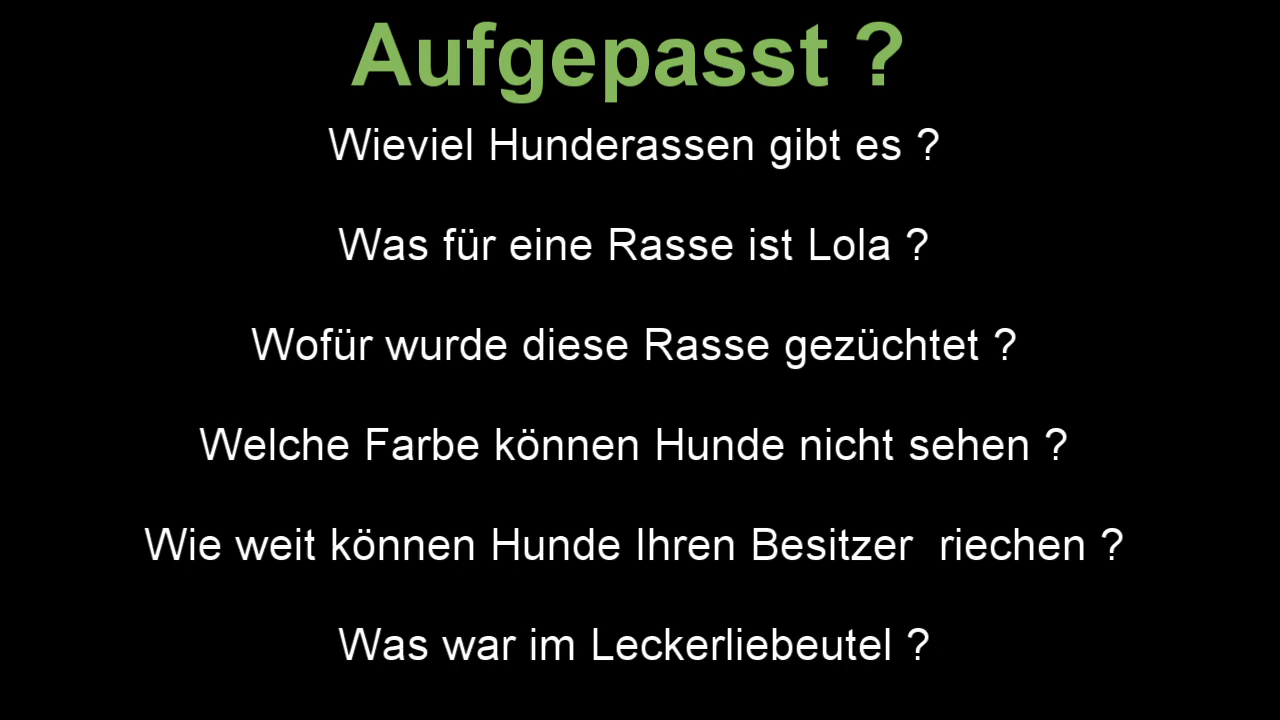 Aufgepasst ?
Wieviel Hunderassen gibt es ?
Was für eine Rasse ist Lola ?
Wofür wurde diese Rasse gezüchtet ?
Welche Farbe können Hunde nicht sehen ?
Wie weit können Hunde Ihren Besitzer  riechen ?
Was war im Leckerliebeutel ?